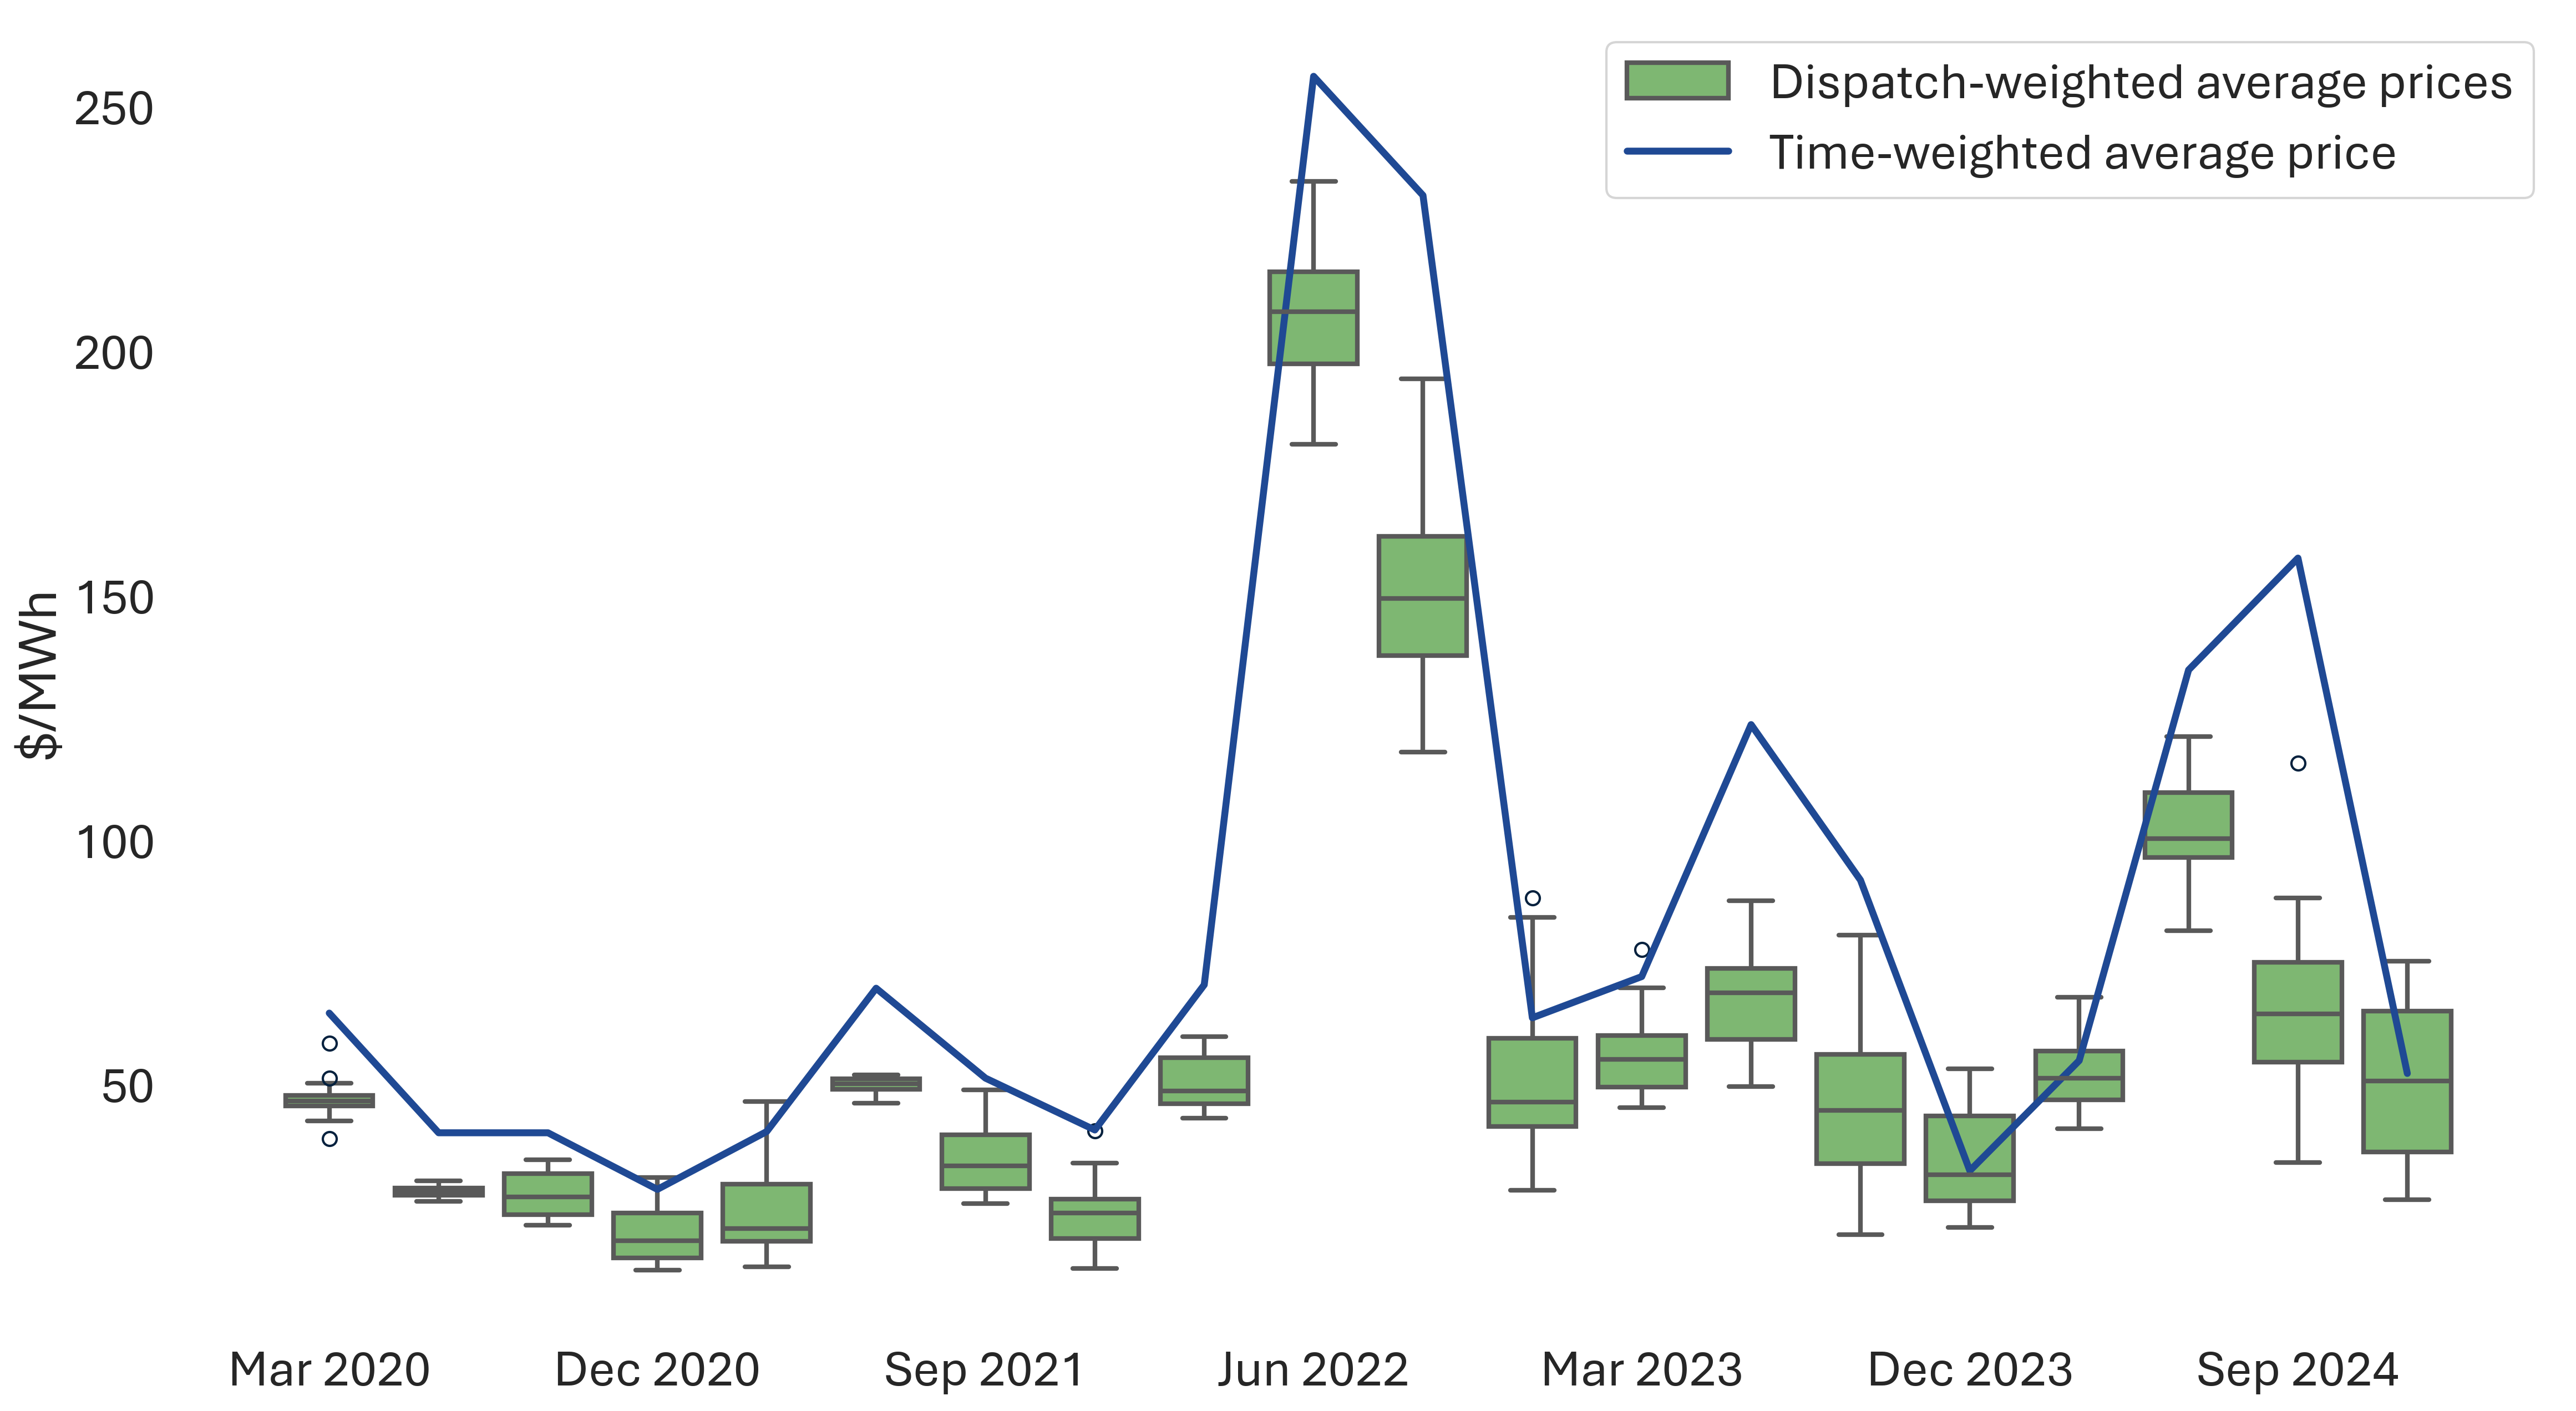 Dispatch-weighted average prices
Time-weighted average price
$/MWh
250
200
150
100
50
Mar 2020
Dec 2020
Sep 2021
Jun 2022
Mar 2023
Dec 2023
Sep 2024